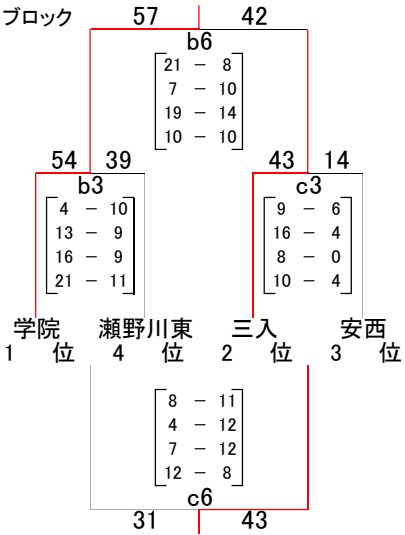 ブロック 57 42
b6
21 － 8
7 － 10
19 － 14
10 － 10
54 39 43 14
b3 c3
4 － 10 9 － 6
13 － 9 16 － 4
16 － 9 8 － 0
21 － 11 10 － 4
学院 瀬野川東 三入 安西
1 位 4 位 2 位 3 位
8 － 11
4 － 12
7 － 12
12 － 8
c6
31 43